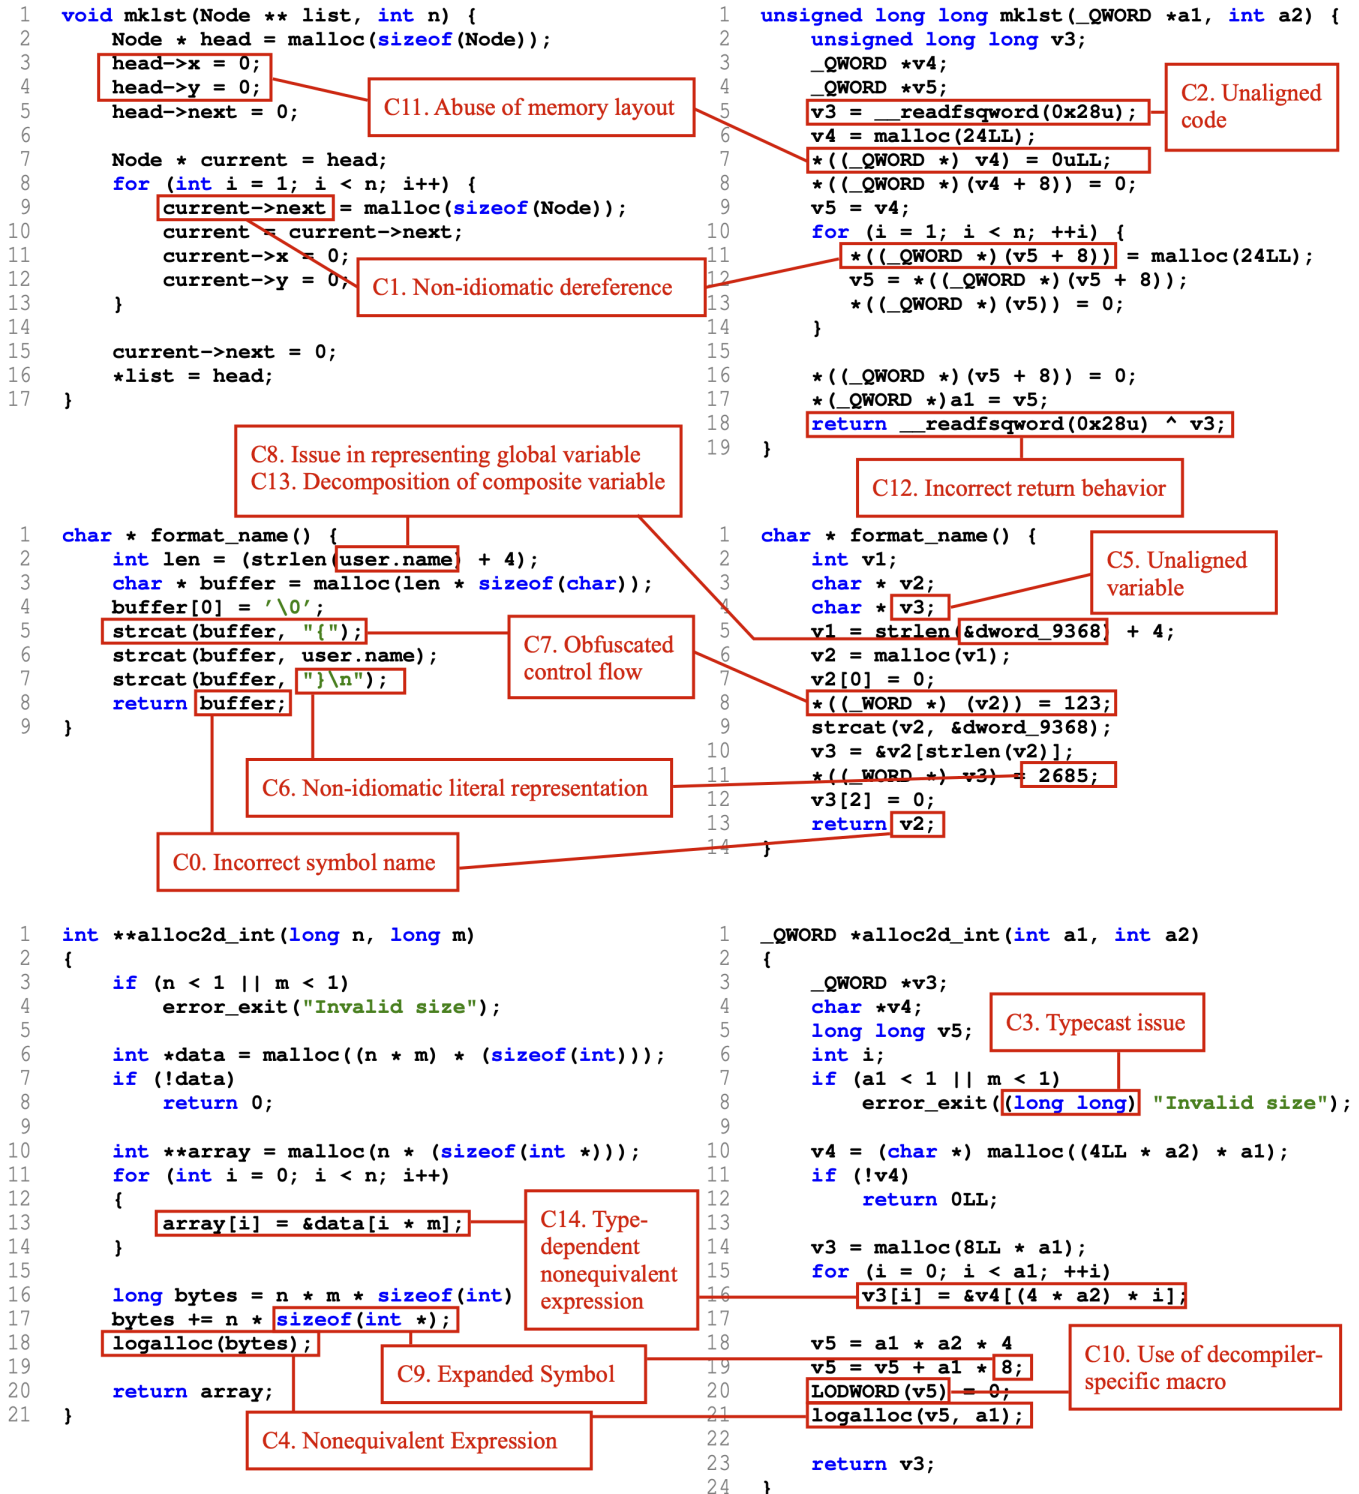 1 void mklst(Node ** list, int n) {
2 Node * head = malloc(sizeof(Node));
3 head->x = 0;
4 head->y = 0;
5 head->next = 0;
6
7 Node * current = head;
8 for (int i = 1; i < n; i++) {
9 current->next = malloc(sizeof(Node));
10 current = current->next;
11 current->x = 0;
12 current->y = 0;
13 }
14
15 current->next = 0;
16 *list = head;
17 }
C11. Abuse of memory layout
C1. Non-idiomatic dereference
1 unsigned long long mklst(_QWORD *a1, int a2) {
2 unsigned long long v3;
3 _QWORD *v4;
4 _QWORD *v5;
5 v3 = __readfsqword(0x28u);
6 v4 = malloc(24LL);
7 *((_QWORD *) v4) = 0uLL;
8 *((_QWORD *)(v4 + 8)) = 0;
9 v5 = v4;
10 for (i = 1; i < n; ++i) {
11 *((_QWORD *)(v5 + 8)) = malloc(24LL);
12 v5 = *((_QWORD *)(v5 + 8));
13 *((_QWORD *)(v5)) = 0;
14 }
15
16 *((_QWORD *)(v5 + 8)) = 0;
17 *(_QWORD *)a1 = v5;
18 return __readfsqword(0x28u) ^ v3;
19 }
C2. Unaligned
code
C12. Incorrect return behavior
C8. Issue in representing global variable
C13. Decomposition of composite variable
1 char * format_name() {
2 int len = (strlen(user.name) + 4);
3 char * buffer = malloc(len * sizeof(char));
4 buffer[0] = '\0';
5 strcat(buffer, "{");
6 strcat(buffer, user.name);
7 strcat(buffer, "}\n");
8 return buffer;
9 }
C7. Obfuscated
control flow
C6. Non-idiomatic literal representation
C0. Incorrect symbol name
1 char * format_name() {
2 int v1;
3 char * v2;
4 char * v3;
5 v1 = strlen(&dword_9368) + 4;
6 v2 = malloc(v1);
7 v2[0] = 0;
8 *((_WORD *) (v2)) = 123;
9 strcat(v2, &dword_9368);
10 v3 = &v2[strlen(v2)];
11 *((_WORD *) v3) = 2685;
12 v3[2] = 0;
13 return v2;
14 }
C5. Unaligned
variable
1 int **alloc2d_int(long n, long m)
2 {
3 if (n < 1 || m < 1)
4 error_exit("Invalid size");
5
6 int *data = malloc((n * m) * (sizeof(int)));
7 if (!data)
8 return 0;
9
10 int **array = malloc(n * (sizeof(int *)));
11 for (int i = 0; i < n; i++)
12 {
13 array[i] = &data[i * m];
14 }
15
16 long bytes = n * m * sizeof(int)
17 bytes += n * sizeof(int *);
18 logalloc(bytes);
19
20 return array;
21 }
C14. Type-
dependent
nonequivalent
expression
C9. Expanded Symbol
C4. Nonequivalent Expression
1 _QWORD *alloc2d_int(int a1, int a2)
2 {
3 _QWORD *v3;
4 char *v4;
5 long long v5;
6 int i;
7 if (a1 < 1 || m < 1)
8 error_exit((long long) "Invalid size");
9
10 v4 = (char *) malloc((4LL * a2) * a1);
11 if (!v4)
12 return 0LL;
13
14 v3 = malloc(8LL * a1);
15 for (i = 0; i < a1; ++i)
16 v3[i] = &v4[(4 * a2) * i];
17
18 v5 = a1 * a2 * 4
19 v5 = v5 + a1 * 8;
20 LODWORD(v5) = 0;
21 logalloc(v5, a1);
22
23 return v3;
24 }
C3. Typecast issue
C10. Use of decompiler-
specific macro